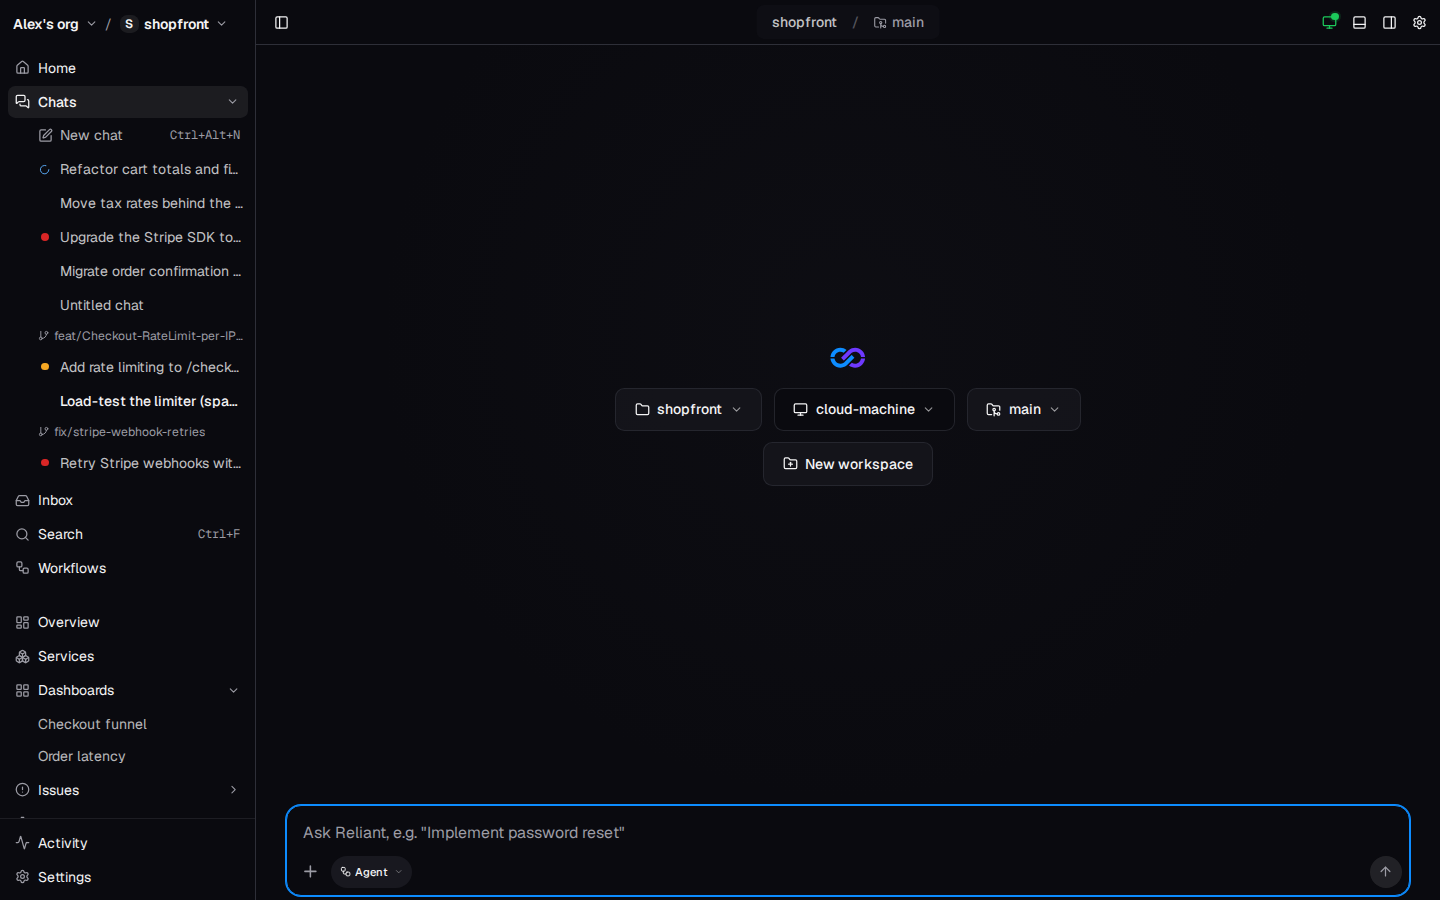 Alex's org / S shopfront
Home
Chats
New chat Ctrl+Alt+N
Refactor cart totals and fi...
Move tax rates behind the ...
Upgrade the Stripe SDK to...
Migrate order confirmation ...
Untitled chat
feat/Checkout-RateLimit-per-IP...
Add rate limiting to /check...
Load-test the limiter (spa...
fix/stripe-webhook-retries
Retry Stripe webhooks wit...
Inbox
Search Ctrl+F
Workflows
Overview
Services
Dashboards
Checkout funnel
Order latency
Issues
Activity
Settings
shopfront / main
shopfront cloud-machine main
New workspace
Ask Reliant, e.g. "Implement password reset"
Agent